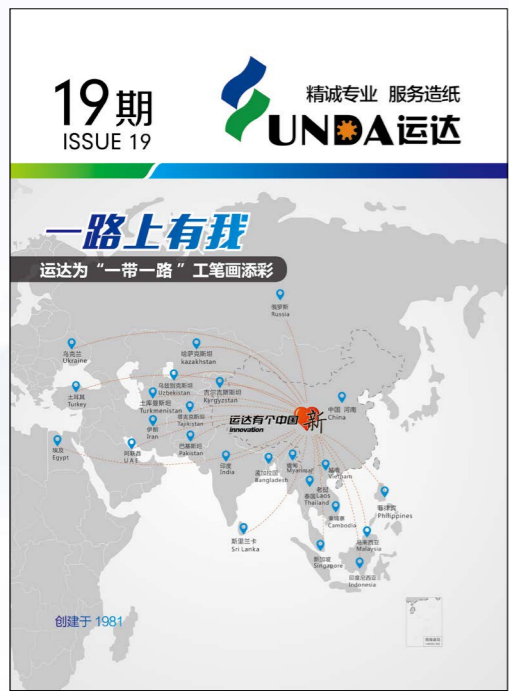 19期
ISSUE 19
精诚专业 服务造纸
UNDA运达
一路上有我
运达为“一带一路”工笔画添彩
俄罗斯
Russia
乌克兰
Ukraine
哈萨克斯坦
kazakhstan
土耳其
Turkey
乌兹别克斯坦
Uzbekistan
吉尔吉斯斯坦
Kyrgyzstan
土库曼斯坦
Turkmenistan
塔吉克斯坦
Tajikistan
中国 河南
China
伊朗
Iran
运达有个中国新
innovation
埃及
Egypt
阿联酋
UAE
巴基斯坦
Pakistan
印度
India
孟加拉国
Bangladesh
缅甸
Myanmar
越南
Vietnam
老挝
Laos
泰国
Thailand
柬埔寨
Cambodia
菲律宾
Philippines
斯里兰卡
Sri Lanka
马来西亚
Malaysia
新加坡
Singapore
印度尼西亚
Indonesia
创建于 1981